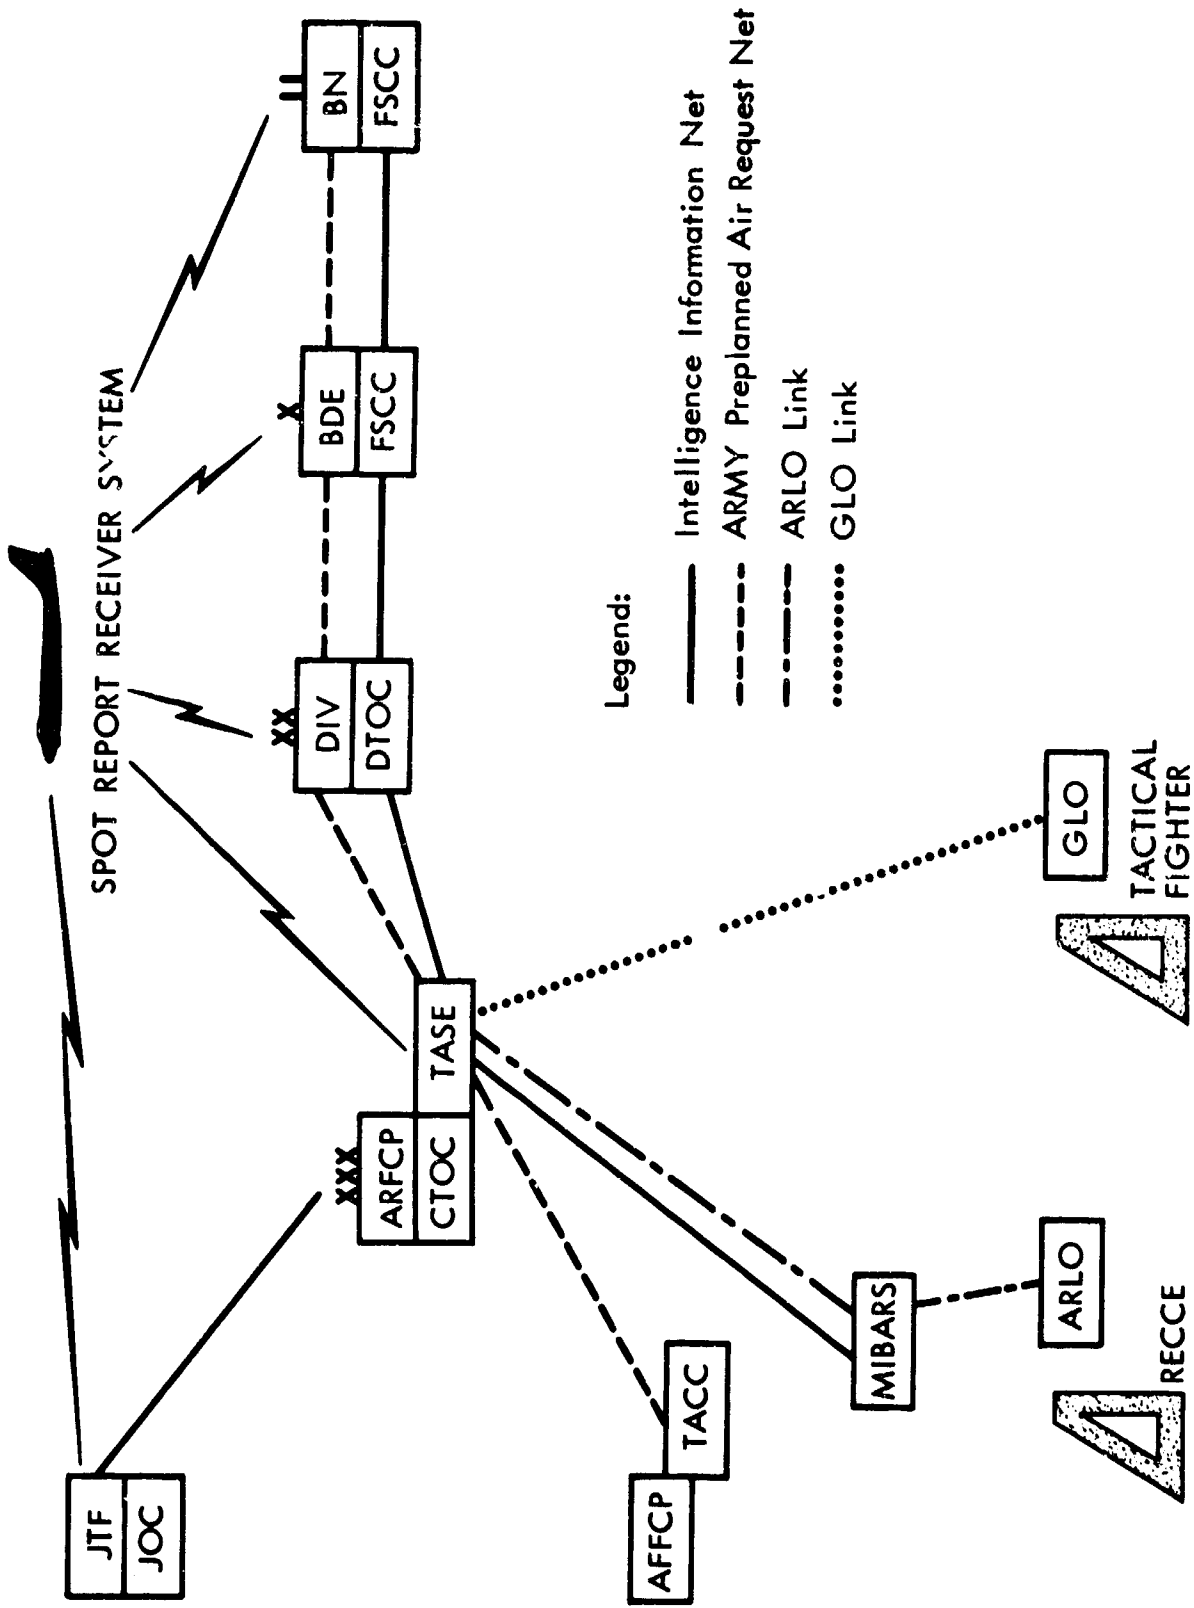 SPOT REPORT RECEIVER SYSTEM
JTF
JOC
ARFCP
CTOC
TASE
DIV
DTOC
BDE
FSCC
BN
FSCC
AFFCP
TACC
MIBARS
ARLO
RECCE
GLO
TACTICAL
FIGHTER
Legend:
Intelligence Information Net
ARMY Preplanned Air Request Net
ARLO Link
GLO Link
XXX
XX
X
II